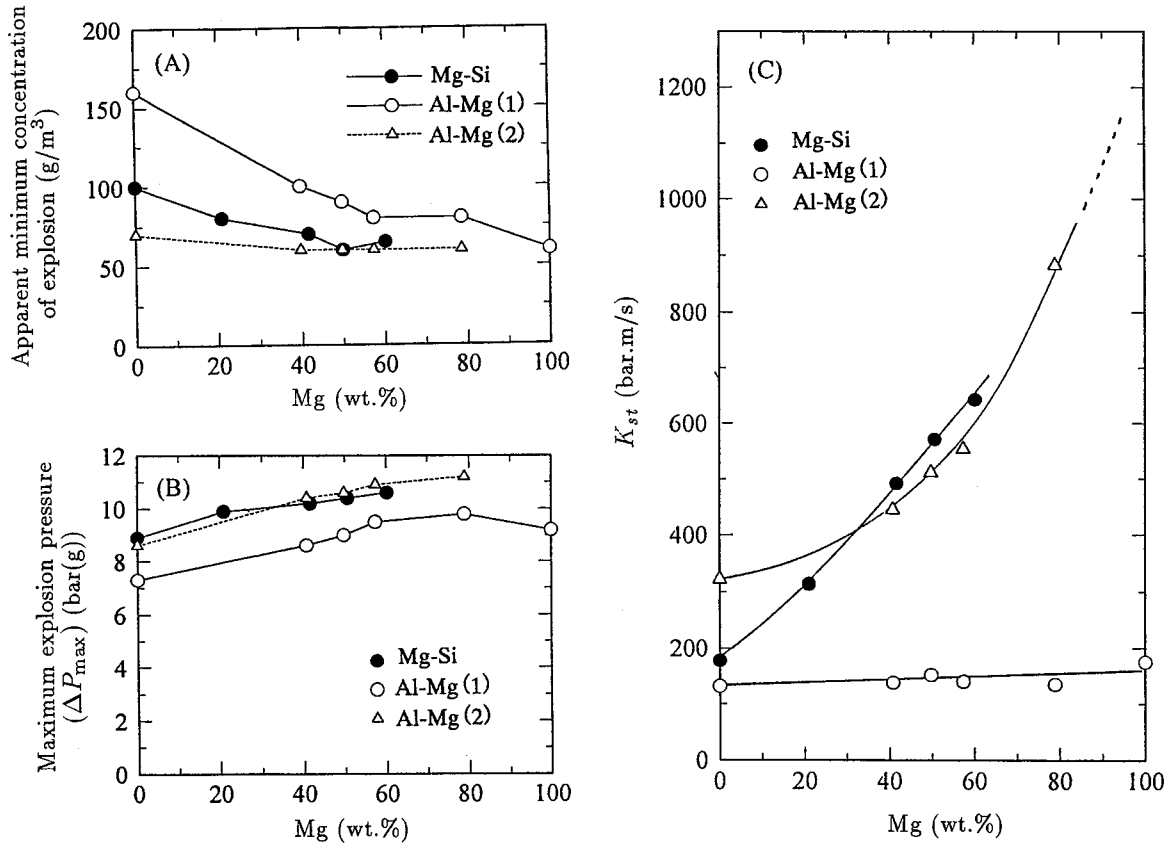 Apparent minimum concentration
of explosion (g/m³)
200
150
100
50
0
(A)
Mg-Si
Al-Mg(1)
Al-Mg(2)
0 20 40 60 80 100
Mg (wt.%)
Maximum explosion pressure
(ΔPmax) (bar(g))
12
10
8
6
4
2
0
(B)
Mg-Si
Al-Mg(1)
Al-Mg(2)
0 20 40 60 80 100
Mg (wt.%)
Kst (bar.m/s)
1200
1000
800
600
400
200
0
(C)
Mg-Si
Al-Mg(1)
Al-Mg(2)
0 20 40 60 80 100
Mg (wt.%)